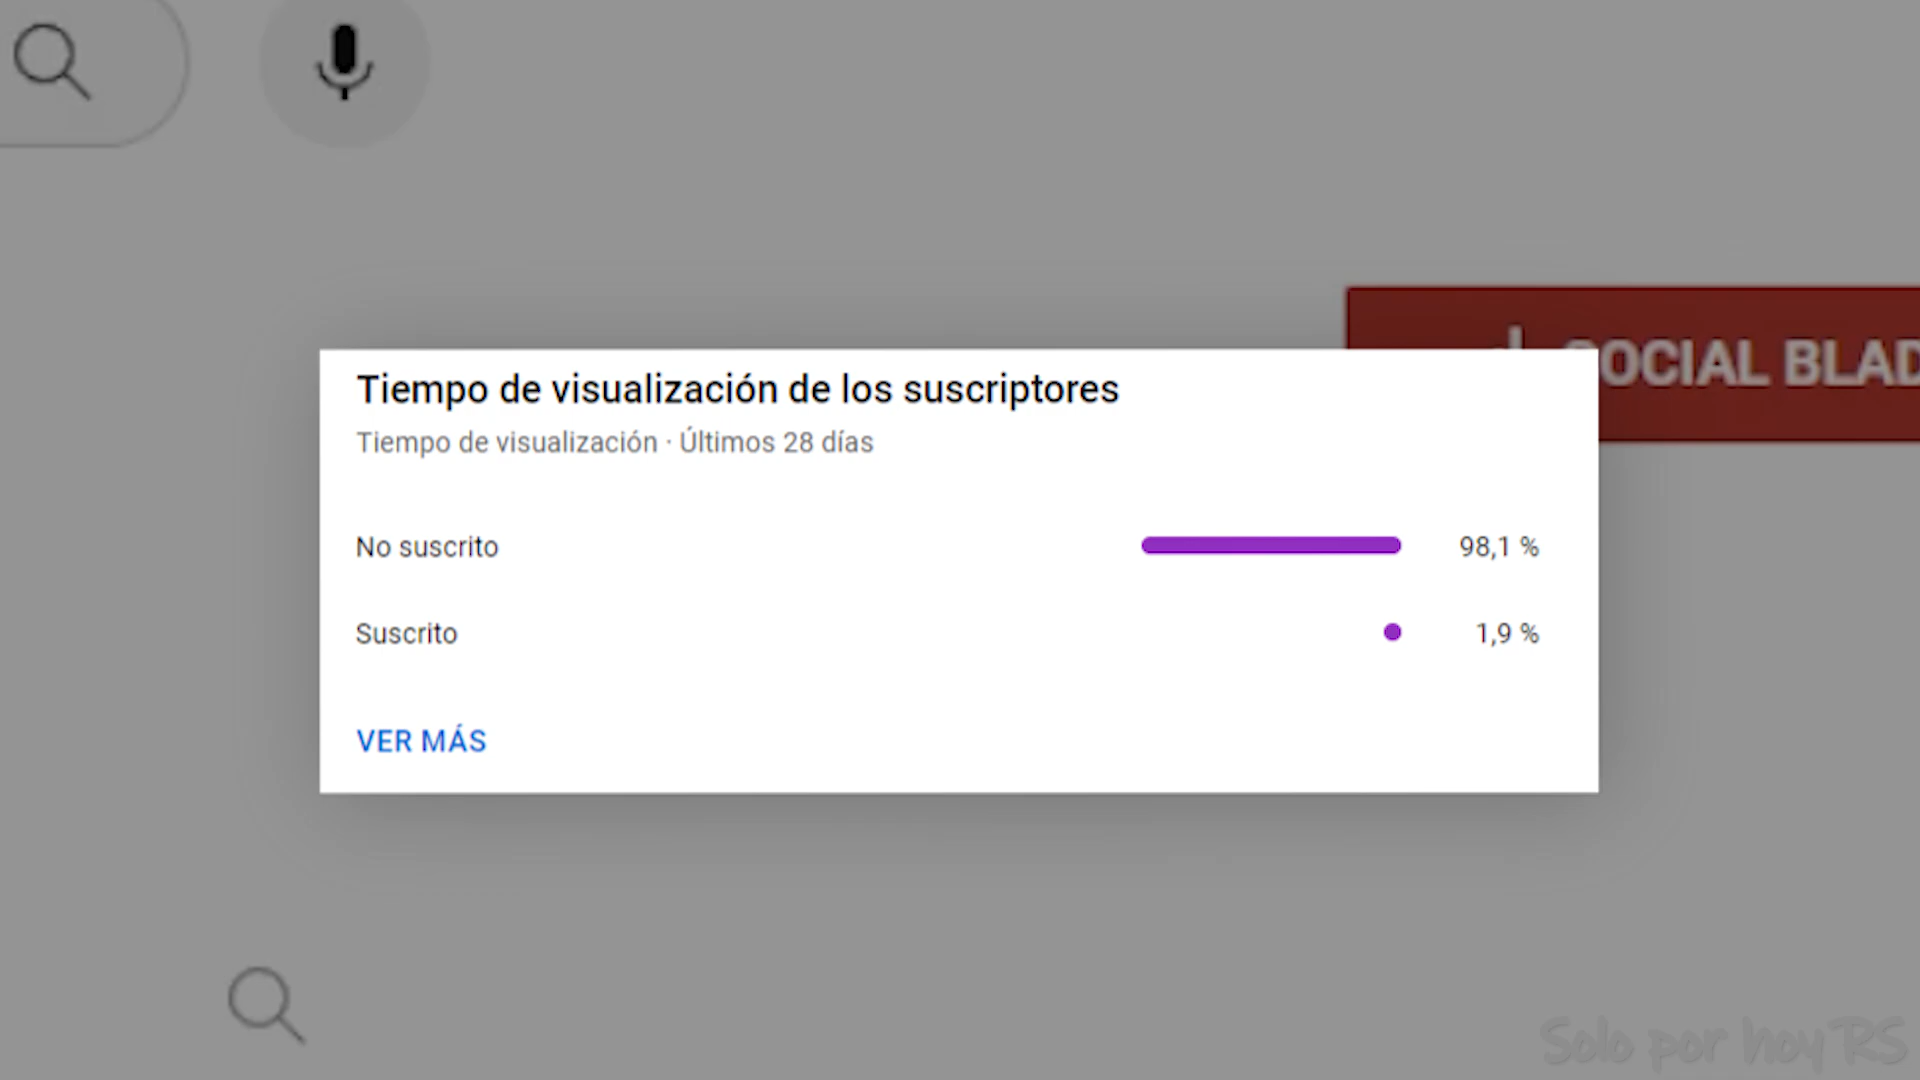 SOCIAL BLAD
Tiempo de visualización de los suscriptores
Tiempo de visualización · Últimos 28 días
No suscrito 98,1 %
Suscrito 1,9 %
VER MÁS
Solo por hoy RS